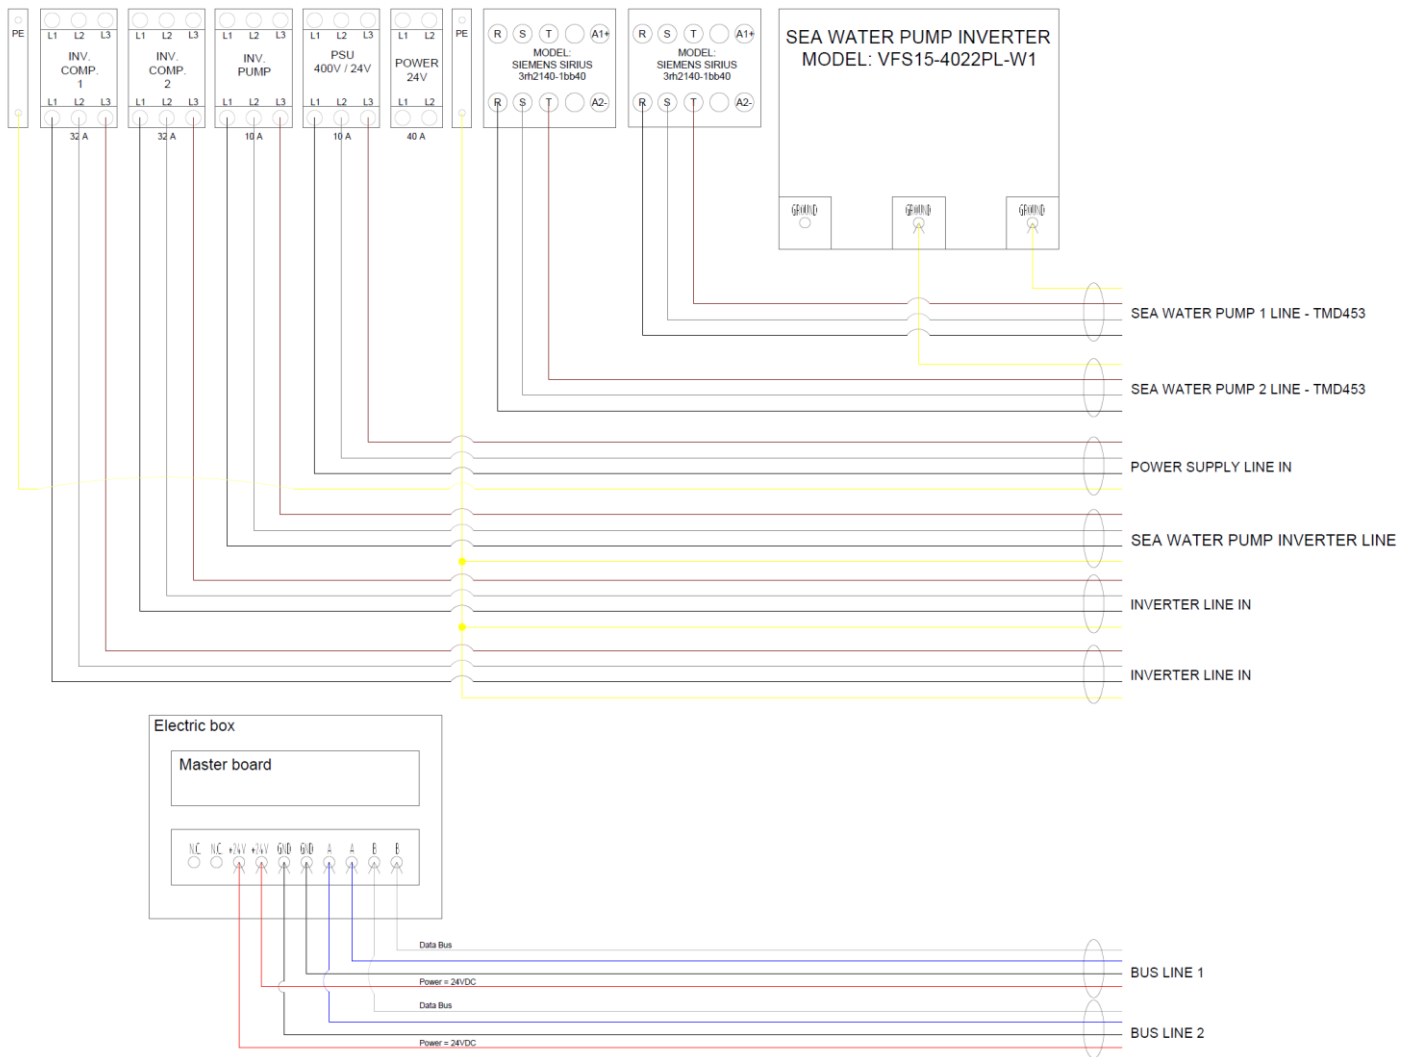 PE
L1 L2 L3
INV.
COMP.
1
L1 L2 L3
32 A
L1 L2 L3
INV.
COMP.
2
L1 L2 L3
32 A
L1 L2 L3
INV.
PUMP
L1 L2 L3
10 A
L1 L2 L3
PSU
400V / 24V
L1 L2 L3
10 A
L1 L2
POWER
24V
L1 L2
40 A
PE
R S T A1+
MODEL:
SIEMENS SIRIUS
3rh2140-1bb40
R S T A2-
R S T A1+
MODEL:
SIEMENS SIRIUS
3rh2140-1bb40
R S T A2-
SEA WATER PUMP INVERTER
MODEL: VFS15-4022PL-W1
GROUND GROUND GROUND
SEA WATER PUMP 1 LINE - TMD453
SEA WATER PUMP 2 LINE - TMD453
POWER SUPPLY LINE IN
SEA WATER PUMP INVERTER LINE
INVERTER LINE IN
INVERTER LINE IN
Electric box
Master board
N.C N.C +24V +24V GND GND A A B B
Data Bus
BUS LINE 1
Power = 24VDC
Data Bus
BUS LINE 2
Power = 24VDC